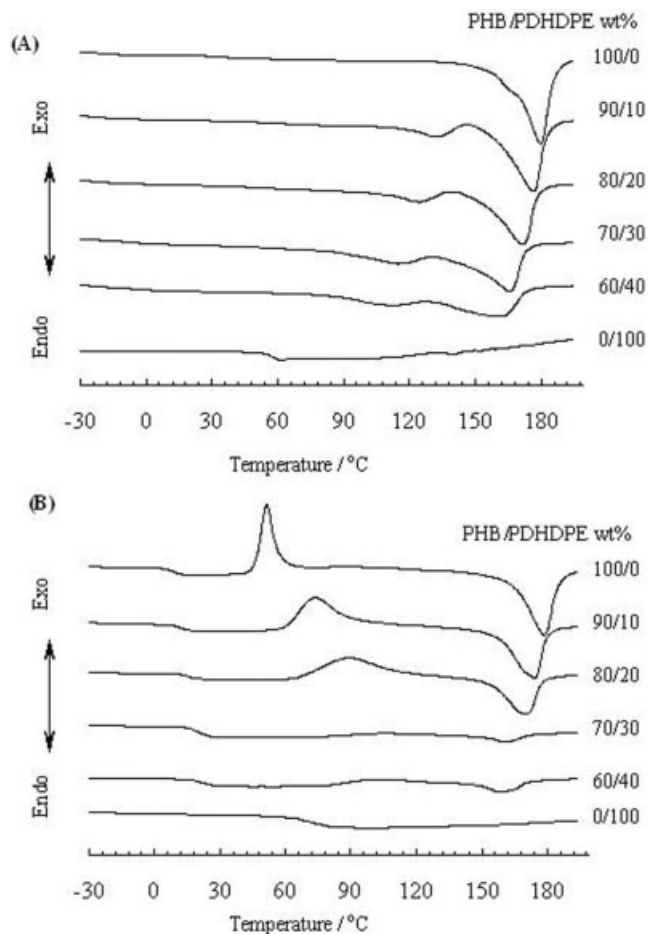 (A)
PHB/PDHDPE wt%
100/0
90/10
80/20
70/30
60/40
0/100
Exo
Endo
-30 0 30 60 90 120 150 180
Temperature / °C
(B)
PHB/PDHDPE wt%
100/0
90/10
80/20
70/30
60/40
0/100
Exo
Endo
-30 0 30 60 90 120 150 180
Temperature / °C